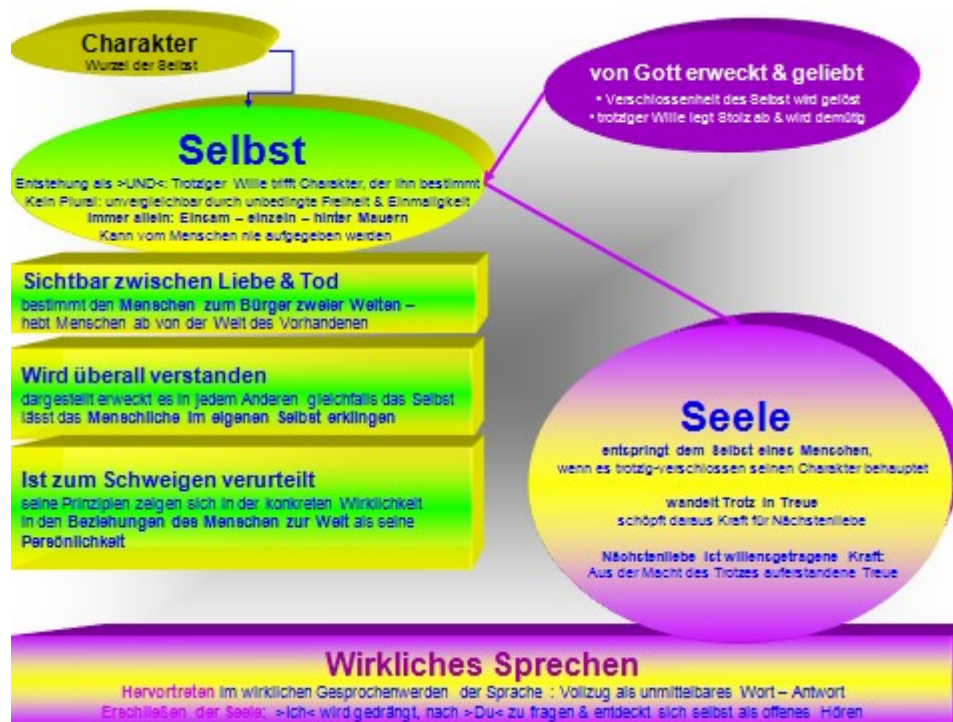 Charakter
Wurzel der Selbst
von Gott erweckt & geliebt
• Verschlossenheit des Selbst wird gelöst
• trotziger Wille legt Stolz ab & wird demütig
Selbst
Entstehung als >UND<: Trotziger Wille trifft Charakter, der ihn bestimmt
Kein Plural: unvergleichbar durch unbedingte Freiheit & Einmaligkeit
Immer allein: Einsam – einzeln – hinter Mauern
Kann vom Menschen nie aufgegeben werden
Sichtbar zwischen Liebe & Tod
bestimmt den Menschen zum Bürger zweier Welten –
hebt Menschen ab von der Welt des Vorhandenen
Wird überall verstanden
dargestellt erweckt es in jedem Anderen gleichfalls das Selbst
lässt das Menschliche im eigenen Selbst erklingen
Ist zum Schweigen verurteilt
seine Prinzipien zeigen sich in der konkreten Wirklichkeit
in den Beziehungen des Menschen zur Welt als seine
Persönlichkeit
Seele
entspringt dem Selbst eines Menschen,
wenn es trotzig-verschlossen seinen Charakter behauptet
wandelt Trotz in Treue
schöpft daraus Kraft für Nächstenliebe
Nächstenliebe ist willensgetragene Kraft:
Aus der Macht des Trotzes auferstandene Treue
Wirkliches Sprechen
Hervortreten im wirklichen Gesprochenwerden der Sprache : Vollzug als unmittelbares Wort – Antwort
Erschließen der Seele: >Ich< wird gedrängt, nach >Du< zu fragen & entdeckt sich selbst als offenes Hören